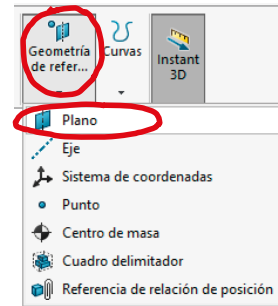 Geometría
de refer...
Curvas
Instant
3D
Plano
Eje
Sistema de coordenadas
Punto
Centro de masa
Cuadro delimitador
Referencia de relación de posición